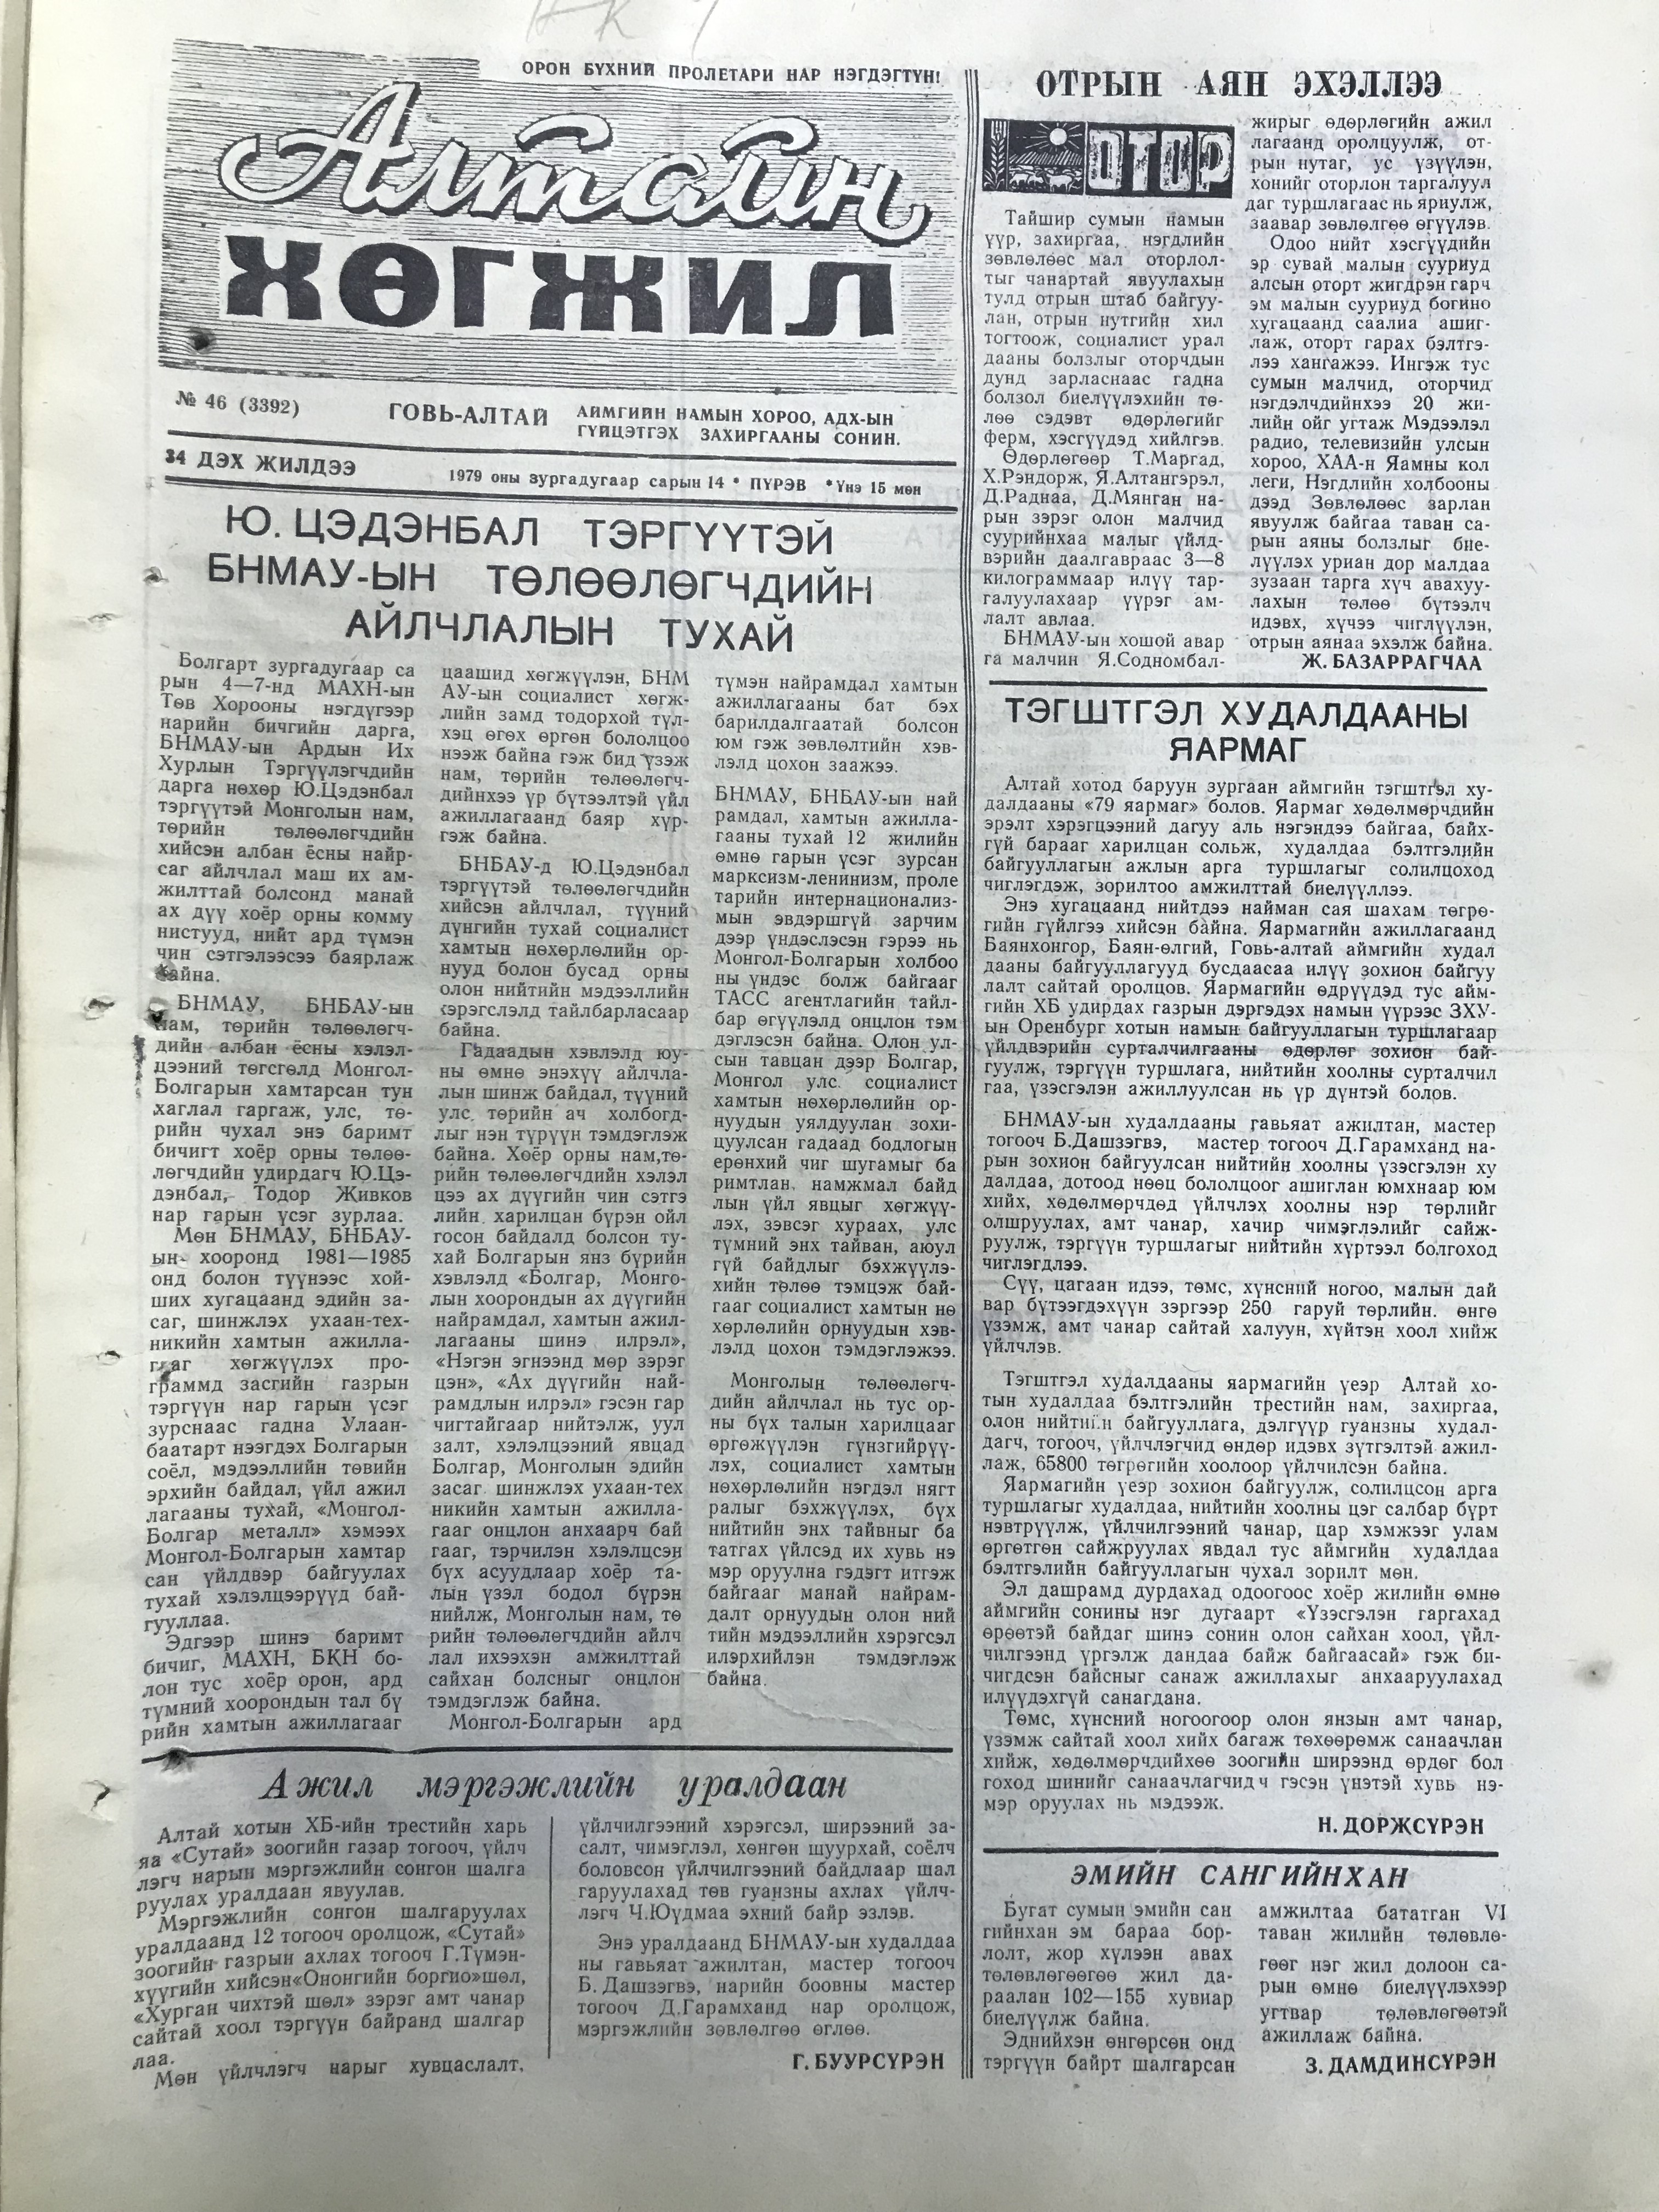 ОРОН БҮХНИЙ ПРОЛЕТАРИ НАР НЭГДЭГТҮН!
Алтайн
ХӨГЖИЛ
№ 46 (3392)
ГОВЬ-АЛТАЙ
АЙМГИЙН НАМЫН ХОРОО, АДХ-ЫН
ГҮЙЦЭТГЭХ ЗАХИРГААНЫ СОНИН.
34 ДЭХ ЖИЛДЭЭ
1979 оны зургадугаар сарын 14 * ПҮРЭВ * Үнэ 15 мөн
Ю. ЦЭДЭНБАЛ ТЭРГҮҮТЭЙ
БНМАУ-ЫН ТӨЛӨӨЛӨГЧДИЙН
АЙЛЧЛАЛЫН ТУХАЙ
Болгарт зургадугаар са
рын 4—7-нд МАХН-ын
Төв Хорооны нэгдүгээр
нарийн бичгийн дарга,
БНМАУ-ын Ардын Их
Хурлын Тэргүүлэгчдийн
дарга нөхөр Ю.Цэдэнбал
тэргүүтэй Монголын нам,
төрийн төлөөлөгчдийн
хийсэн албан ёсны найр-
саг айлчлал маш их ам-
жилттай болсонд манай
ах дүү хоёр орны комму
нистууд, нийт ард түмэн
чин сэтгэлээсээ баярлаж
байна.
БНМАУ, БНБАУ-ын
нам, төрийн төлөөлөгч-
дийн албан ёсны хэлэл-
цээний төгсгөлд Монгол-
Болгарын хамтарсан тун
хаглал гаргаж, улс, тө-
рийн чухал энэ баримт
бичигт хоёр орны төлөө-
лөгчдийн удирдагч Ю.Цэ-
дэнбал, Тодор Живков
нар гарын үсэг зурлаа.
Мөн БНМАУ, БНБАУ-
ын хооронд 1981—1985
онд болон түүнээс хой-
ших хугацаанд эдийн за-
саг, шинжлэх ухаан-тех-
никийн хамтын ажилла-
гааг хөгжүүлэх про-
граммд засгийн газрын
тэргүүн нар гарын үсэг
зурснаас гадна Улаан-
баатарт нээгдэх Болгарын
соёл, мэдээллийн төвийн
эрхийн байдал, үйл ажил
лагааны тухай, «Монгол-
Болгар металл» хэмээх
Монгол-Болгарын хамтар
сан үйлдвэр байгуулах
тухай хэлэлцээрүүд бай-
гууллаа.
Эдгээр шинэ баримт
бичиг, МАХН, БКН бо-
лон тус хоёр орон, ард
түмний хоорондын тал бү
рийн хамтын ажиллагааг
цаашид хөгжүүлэн, БНМ
АУ-ын социалист хөгж-
лийн замд тодорхой түл-
хэц өгөх өргөн бололцоо
нээж байна гэж бид үзэж
нам, төрийн төлөөлөгч-
дийнхээ үр бүтээлтэй үйл
ажиллагаанд баяр хүр-
гэж байна.
БНБАУ-д Ю.Цэдэнбал
тэргүүтэй төлөөлөгчдийн
хийсэн айлчлал, түүний
дүнгийн тухай социалист
хамтын нөхөрлөлийн ор-
нууд болон бусад орны
олон нийтийн мэдээллийн
хэрэгслэлд тайлбарласаар
байна.
Гадаадын хэвлэлд юу-
ны өмнө энэхүү айлчла-
лын шинж байдал, түүний
улс төрийн ач холбогд-
лыг нэн түрүүн тэмдэглэж
байна. Хоёр орны нам,тө-
рийн төлөөлөгчдийн хэлэл
цээ ах дүүгийн чин сэтгэ
лийн харилцан бүрэн ойл
госон байдалд болсон ту-
хай Болгарын янз бүрийн
хэвлэлд «Болгар, Монго-
лын хоорондын ах дүүгийн
найрамдал, хамтын ажил-
лагааны шинэ илрэл»,
«Нэгэн эгнээнд мөр зэрэг
цэн», «Ах дүүгийн най-
рамдлын илрэл» гэсэн гар
чигтайгаар нийтэлж, уул
залт, хэлэлцээний явцад
Болгар, Монголын эдийн
засаг шинжлэх ухаан-тех
никийн хамтын ажилла-
гааг онцлон анхаарч бай
гааг, тэрчилэн хэлэлцсэн
бүх асуудлаар хоёр та-
лын үзэл бодол бүрэн
нийлж, Монголын нам, тө
рийн төлөөлөгчдийн айлч
лал ихээхэн амжилттай
сайхан болсныг онцлон
тэмдэглэж байна.
Монгол-Болгарын ард
түмэн найрамдал хамтын
ажиллагааны бат бэх
барилдалгаатай болсон
юм гэж зөвлөлтийн хэв-
лэлд цохон заажээ.
БНМАУ, БНБАУ-ын най
рамдал, хамтын ажилла-
гааны тухай 12 жилийн
өмнө гарын үсэг зурсан
марксизм-ленинизм, проле
тарийн интернационализ-
мын эвдэршгүй зарчим
дээр үндэслэсэн гэрээ нь
Монгол-Болгарын холбоо
ны үндэс болж байгааг
ТАСС агентлагийн тайл-
бар өгүүлэлд онцлон тэм
дэглэсэн байна. Олон ул-
сын тавцан дээр Болгар,
Монгол улс социалист
хамтын нөхөрлөлийн ор-
нуудын уялдуулан зохи-
цуулсан гадаад бодлогын
ерөнхий чиг шугамыг ба
римтлан намжмал байд
лын үйл явцыг хөгжүү-
лэх, зэвсэг хураах, улс
түмний энх тайван, аюул
гүй байдлыг бэхжүүлэ-
хийн төлөө тэмцэж бай-
гааг социалист хамтын нө
хөрлөлийн орнуудын хэв-
лэлд цохон тэмдэглэжээ.
Монголын төлөөлөгч-
дийн айлчлал нь тус ор-
ны бүх талын харилцааг
өргөжүүлэн гүнзгийрүү-
лэх, социалист хамтын
нөхөрлөлийн нэгдэл нягт
ралыг бэхжүүлэх, бүх
нийтийн энх тайвныг ба
татгах үйлсэд их хувь нэ
мэр оруулна гэдэгт итгэж
байгааг манай найрам-
далт орнуудын олон ний
тийн мэдээллийн хэрэгсэл
илэрхийлэн тэмдэглэж
байна.
Ажил мэргэжлийн уралдаан
Алтай хотын ХБ-ийн трестийн харь
яа «Сутай» зоогийн газар тогооч, үйлч
лэгч нарын мэргэжлийн сонгон шалга
руулах уралдаан явуулав.
Мэргэжлийн сонгон шалгаруулах
уралдаанд 12 тогооч оролцож, «Сутай»
зоогийн газрын ахлах тогооч Г.Түмэн-
хүүгийн хийсэн«Ононгийн боргио»шөл,
«Хурган чихтэй шөл» зэрэг амт чанар
сайтай хоол тэргүүн байранд шалгар
лаа.
Мөн үйлчлэгч нарыг хувцаслалт,
үйлчилгээний хэрэгсэл, ширээний за-
салт, чимэглэл, хөнгөн шуурхай, соёлч
боловсон үйлчилгээний байдлаар шал
гаруулахад төв гуанзны ахлах үйлч-
лэгч Ч.Юүдмаа эхний байр эзлэв.
Энэ уралдаанд БНМАУ-ын худалдаа
ны гавьяат ажилтан, мастер тогооч
Б. Дашзэгвэ, нарийн боовны мастер
тогооч Д.Гарамханд нар оролцож,
мэргэжлийн зөвлөлгөө өглөө.
Г. БУУРСҮРЭН
ОТРЫН АЯН ЭХЭЛЛЭЭ
ОТОР
Тайшир сумын намын
үүр, захиргаа, нэгдлийн
зөвлөлөөс мал оторлол-
тыг чанартай явуулахын
тулд отрын штаб байгуу-
лан, отрын нутгийн хил
тогтоож, социалист урал
дааны болзлыг оторчдын
дунд зарласнаас гадна
болзол биелүүлэхийн тө-
лөө сэдэвт өдөрлөгийг
ферм, хэсгүүдэд хийлгэв.
Өдөрлөгөөр Т.Маргад,
Х.Рэндорж, Я.Алтангэрэл,
Д.Раднаа, Д.Мянган на-
рын зэрэг олон малчид
суурийнхаа малыг үйлд-
вэрийн даалгавраас 3—8
килограммаар илүү тар-
галуулахаар үүрэг ам-
лалт авлаа.
БНМАУ-ын хошой авар
га малчин Я.Содномбал-
жирыг өдөрлөгийн ажил
лагаанд оролцуулж, от-
рын нутаг, ус үзүүлэн,
хонийг оторлон таргалуул
даг туршлагаас нь яриулж,
заавар зөвлөлгөө өгүүлэв.
Одоо нийт хэсгүүдийн
эр сувай малын сууриуд
алсын оторт жигдрэн гарч
эм малын сууриуд богино
хугацаанд саалиа ашиг-
лаж, оторт гарах бэлтгэ-
лээ хангажээ. Ингэж тус
сумын малчид, оторчид
нэгдэлчдийнхээ 20 жи-
лийн ойг угтаж Мэдээлэл
радио, телевизийн улсын
хороо, ХАА-н Яамны кол
леги, Нэгдлийн холбооны
дээд Зөвлөлөөс зарлан
явуулж байгаа таван са-
рын аяны болзлыг бие-
лүүлэх уриан дор малдаа
зузаан тарга хүч авахуу-
лахын төлөө бүтээлч
идэвх, хүчээ чиглүүлэн,
отрын аянаа эхэлж байна.
Ж. БАЗАРРАГЧАА
ТЭГШТГЭЛ ХУДАЛДААНЫ
ЯАРМАГ
Алтай хотод баруун зургаан аймгийн тэгштгэл ху-
далдааны «79 яармаг» болов. Яармаг хөдөлмөрчдийн
эрэлт хэрэгцээний дагуу аль нэгэндээ байгаа, байх-
гүй барааг харилцан сольж, худалдаа бэлтгэлийн
байгууллагын ажлын арга туршлагыг солилцоход
чиглэгдэж, зорилтоо амжилттай биелүүллээ.
Энэ хугацаанд нийтдээ найман сая шахам төгрө-
гийн гүйлгээ хийсэн байна. Яармагийн ажиллагаанд
Баянхонгор, Баян-өлгий, Говь-алтай аймгийн худал
дааны байгууллагууд бусдаасаа илүү зохион байгуу
лалт сайтай оролцов. Яармагийн өдрүүдэд тус айм-
гийн ХБ удирдах газрын дэргэдэх намын үүрээс ЗХУ-
ын Оренбург хотын намын байгууллагын туршлагаар
үйлдвэрийн сурталчилгааны өдөрлөг зохион бай-
гуулж, тэргүүн туршлага, нийтийн хоолны сурталчил
гаа, үзэсгэлэн ажиллуулсан нь үр дүнтэй болов.
БНМАУ-ын худалдааны гавьяат ажилтан, мастер
тогооч Б.Дашзэгвэ, мастер тогооч Д.Гарамханд на-
рын зохион байгуулсан нийтийн хоолны үзэсгэлэн ху
далдаа, дотоод нөөц бололцоог ашиглан юмхнаар юм
хийх, хөдөлмөрчдөд үйлчлэх хоолны нэр төрлийг
олшруулах, амт чанар, хачир чимэглэлийг сайж-
руулж, тэргүүн туршлагыг нийтийн хүртээл болгоход
чиглэгдлээ.
Сүү, цагаан идээ, төмс, хүнсний ногоо, малын дай
вар бүтээгдэхүүн зэргээр 250 гаруй төрлийн. өнгө
үзэмж, амт чанар сайтай халуун, хүйтэн хоол хийж
үйлчлэв.
Тэгштгэл худалдааны яармагийн үеэр Алтай хо-
тын худалдаа бэлтгэлийн трестийн нам, захиргаа,
олон нийтийн байгууллага, дэлгүүр гуанзны худал-
дагч, тогооч, үйлчлэгчид өндөр идэвх зүтгэлтэй ажил-
лаж, 65800 төгрөгийн хоолоор үйлчилсэн байна.
Яармагийн үеэр зохион байгуулж, солилцсон арга
туршлагыг худалдаа, нийтийн хоолны цэг салбар бүрт
нэвтрүүлж, үйлчилгээний чанар, цар хэмжээг улам
өргөтгөн сайжруулах явдал тус аймгийн худалдаа
бэлтгэлийн байгууллагын чухал зорилт мөн.
Эл дашрамд дурдахад одоогоос хоёр жилийн өмнө
аймгийн сонины нэг дугаарт «Үзэсгэлэн гаргахад
өрөөтэй байдаг шинэ сонин олон сайхан хоол, үйл-
чилгээнд үргэлж дандаа байж байгаасай» гэж би-
чигдсэн байсныг санаж ажиллахыг анхааруулахад
илүүдэхгүй санагдана.
Төмс, хүнсний ногоогоор олон янзын амт чанар,
үзэмж сайтай хоол хийх багаж төхөөрөмж санаачлан
хийж, хөдөлмөрчдийхөө зоогийн ширээнд өрдөг бол
гоход шинийг санаачлагчидч гэсэн үнэтэй хувь нэ-
мэр оруулах нь мэдээж.
Н. ДОРЖСҮРЭН
ЭМИЙН САНГИЙНХАН
Бугат сумын эмийн сан
гийнхан эм бараа бор-
лолт, жор хүлээн авах
төлөвлөгөөгөө жил да-
раалан 102—155 хувиар
биелүүлж байна.
Эднийхэн өнгөрсөн онд
тэргүүн байрт шалгарсан
амжилтаа бататган VI
таван жилийн төлөвлө-
гөөг нэг жил долоон са-
рын өмнө биелүүлэхээр
угтвар төлөвлөгөөтэй
ажиллаж байна.
З. ДАМДИНСҮРЭН